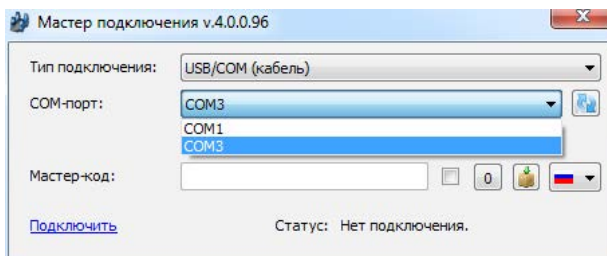 Мастер подключения v.4.0.0.96
Тип подключения: USB/COM (кабель)
COM-порт: COM3
COM1
COM3
Мастер-код: 0
Подключить Статус: Нет подключения.